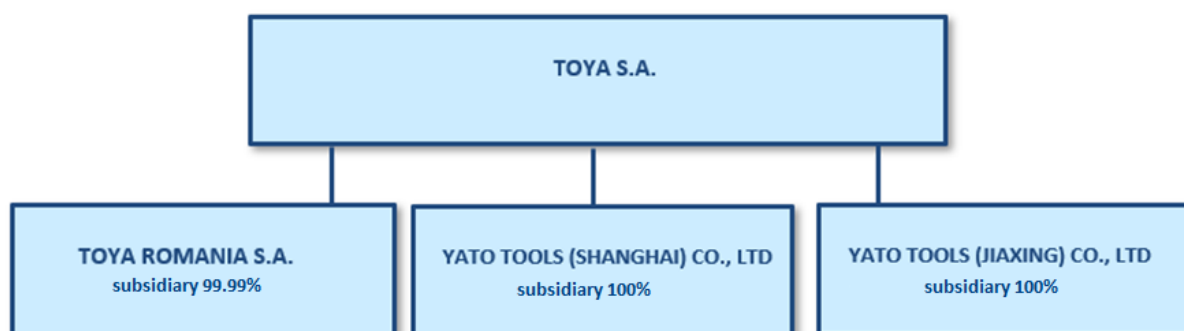 TOYA S.A.
TOYA ROMANIA S.A.
subsidiary 99.99%
YATO TOOLS (SHANGHAI) CO., LTD
subsidiary 100%
YATO TOOLS (JIAXING) CO., LTD
subsidiary 100%